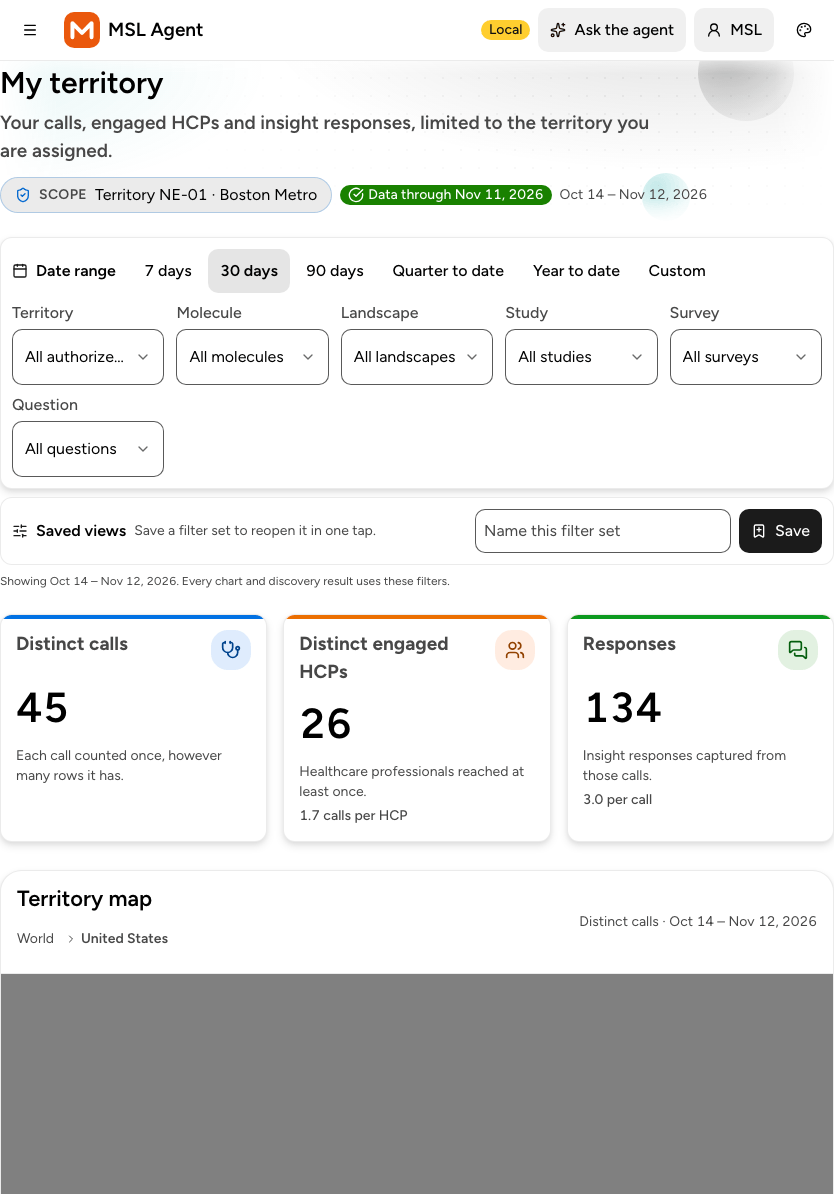 MSL Agent
Local
Ask the agent
MSL
My territory
Your calls, engaged HCPs and insight responses, limited to the territory you
are assigned.
SCOPE Territory NE-01 · Boston Metro
Data through Nov 11, 2026
Oct 14 – Nov 12, 2026
Date range
7 days
30 days
90 days
Quarter to date
Year to date
Custom
Territory
Molecule
Landscape
Study
Survey
All authorize...
All molecules
All landscapes
All studies
All surveys
Question
All questions
Saved views
Save a filter set to reopen it in one tap.
Name this filter set
Save
Showing Oct 14 – Nov 12, 2026. Every chart and discovery result uses these filters.
Distinct calls
45
Each call counted once, however
many rows it has.
Distinct engaged
HCPs
26
Healthcare professionals reached at
least once.
1.7 calls per HCP
Responses
134
Insight responses captured from
those calls.
3.0 per call
Territory map
World
United States
Distinct calls · Oct 14 – Nov 12, 2026